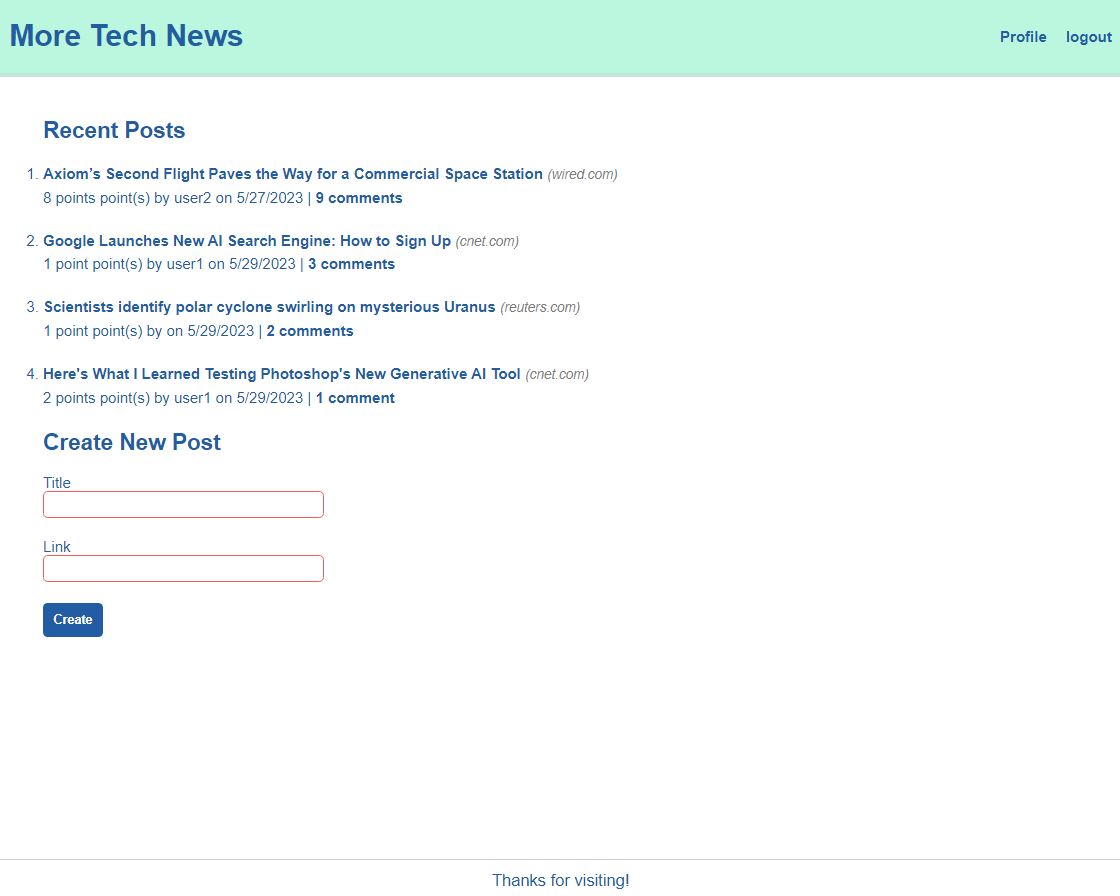 More Tech News
Profile logout
Recent Posts
1. Axiom’s Second Flight Paves the Way for a Commercial Space Station (wired.com)
8 points point(s) by user2 on 5/27/2023 | 9 comments
2. Google Launches New AI Search Engine: How to Sign Up (cnet.com)
1 point point(s) by user1 on 5/29/2023 | 3 comments
3. Scientists identify polar cyclone swirling on mysterious Uranus (reuters.com)
1 point point(s) by on 5/29/2023 | 2 comments
4. Here's What I Learned Testing Photoshop's New Generative AI Tool (cnet.com)
2 points point(s) by user1 on 5/29/2023 | 1 comment
Create New Post
Title
Link
Create
Thanks for visiting!